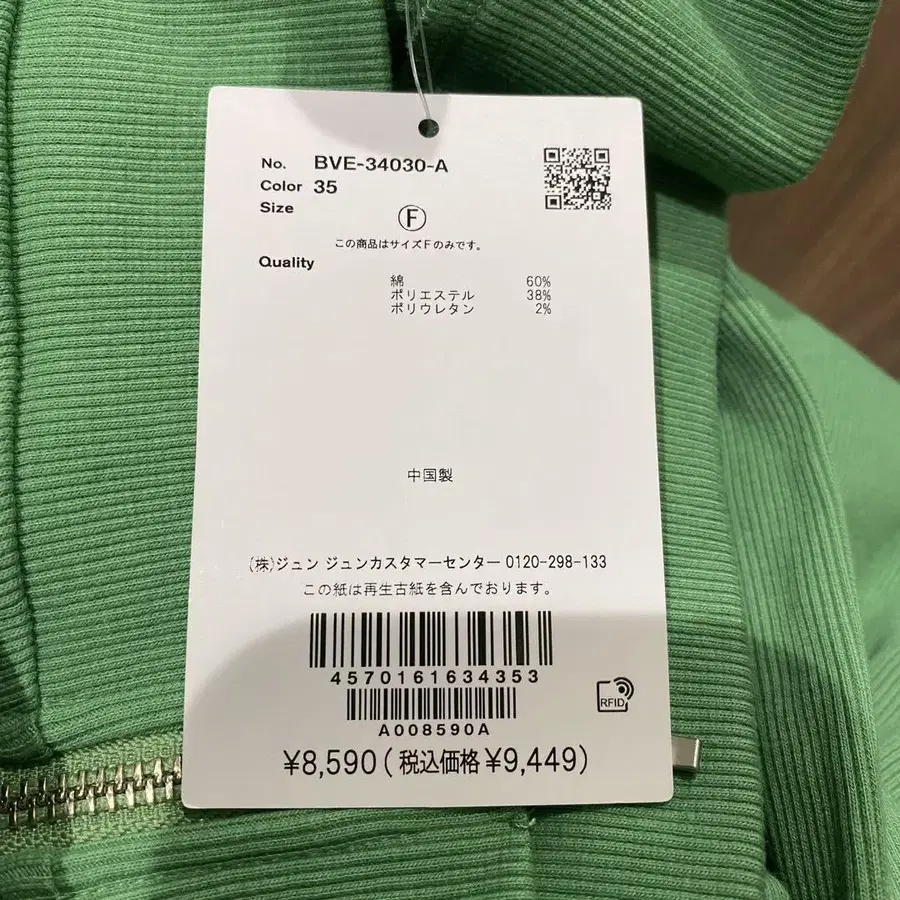 No. BVE-34030-A
Color 35
Size
Ⓕ
この商品はサイズFのみです。
Quality
綿 60%
ポリエステル 38%
ポリウレタン 2%
中国製
(株)ジュン ジュンカスタマーセンター 0120-298-133
この紙は再生古紙を含んでおります。
4570161634353
RFID
A008590A
¥8,590(税込価格 ¥9,449)